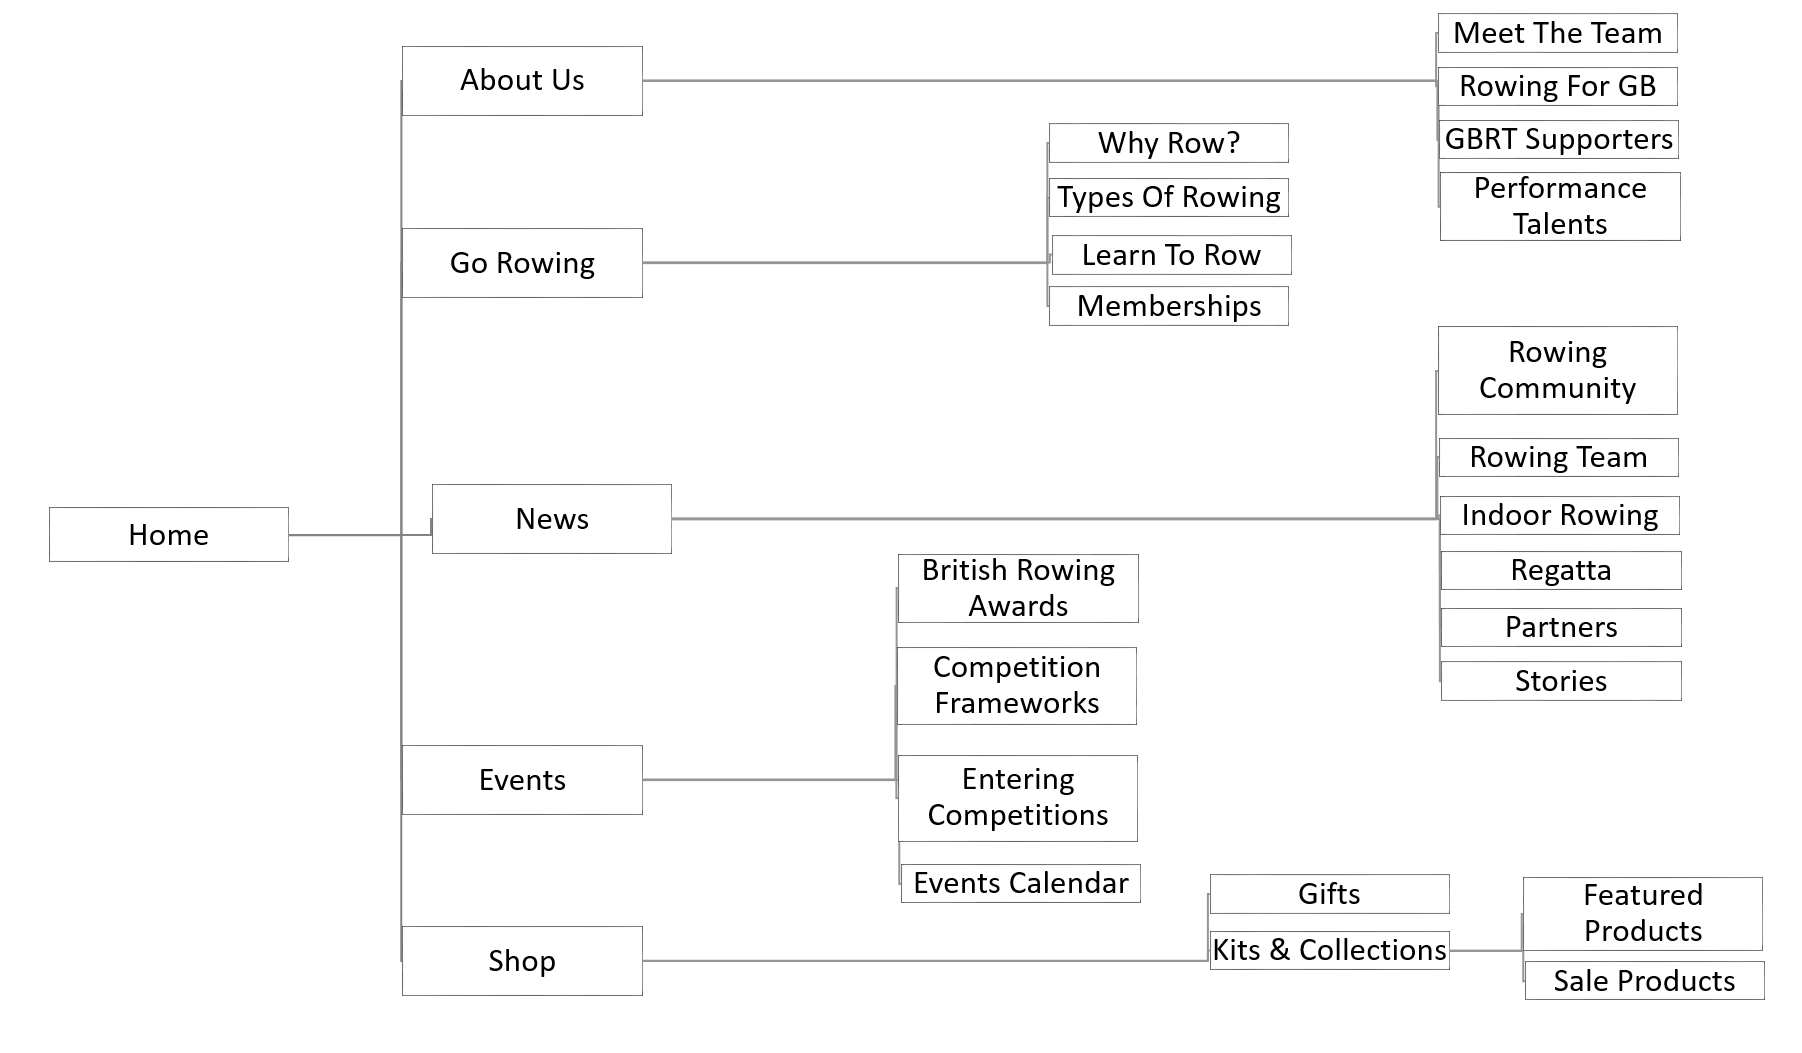 Home
About Us
Meet The Team
Rowing For GB
GBRT Supporters
Performance
Talents
Go Rowing
Why Row?
Types Of Rowing
Learn To Row
Memberships
News
Rowing
Community
Rowing Team
Indoor Rowing
Regatta
Partners
Stories
Events
British Rowing
Awards
Competition
Frameworks
Entering
Competitions
Events Calendar
Shop
Gifts
Kits & Collections
Featured
Products
Sale Products